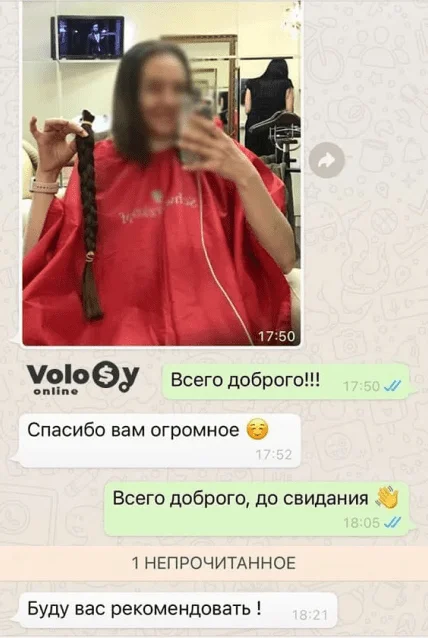 17:50
Volo$y
online
Всего доброго!!! 17:50
Спасибо вам огромное ☺️
17:52
Всего доброго, до свидания 👋
18:05
1 НЕПРОЧИТАННОЕ
Буду вас рекомендовать ! 18:21